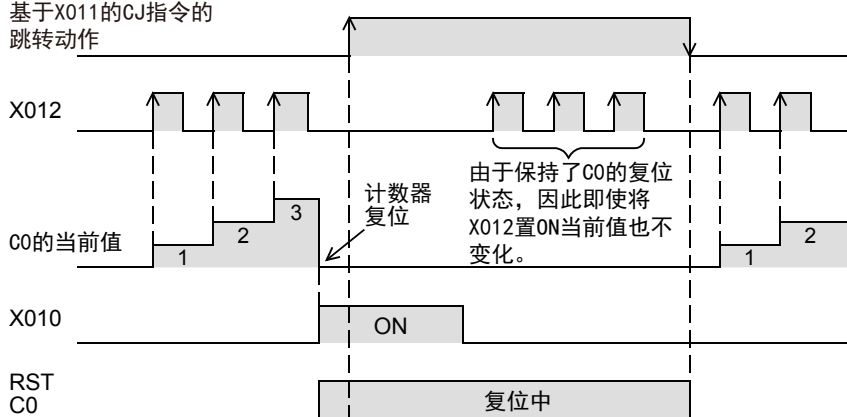 基于X011的CJ指令的
跳转动作
X012
由于保持了C0的复位
状态，因此即使将
X012置ON当前值也不
变化。
计数器
复位
C0的当前值
1
2
3
1
2
X010
ON
RST
C0
复位中